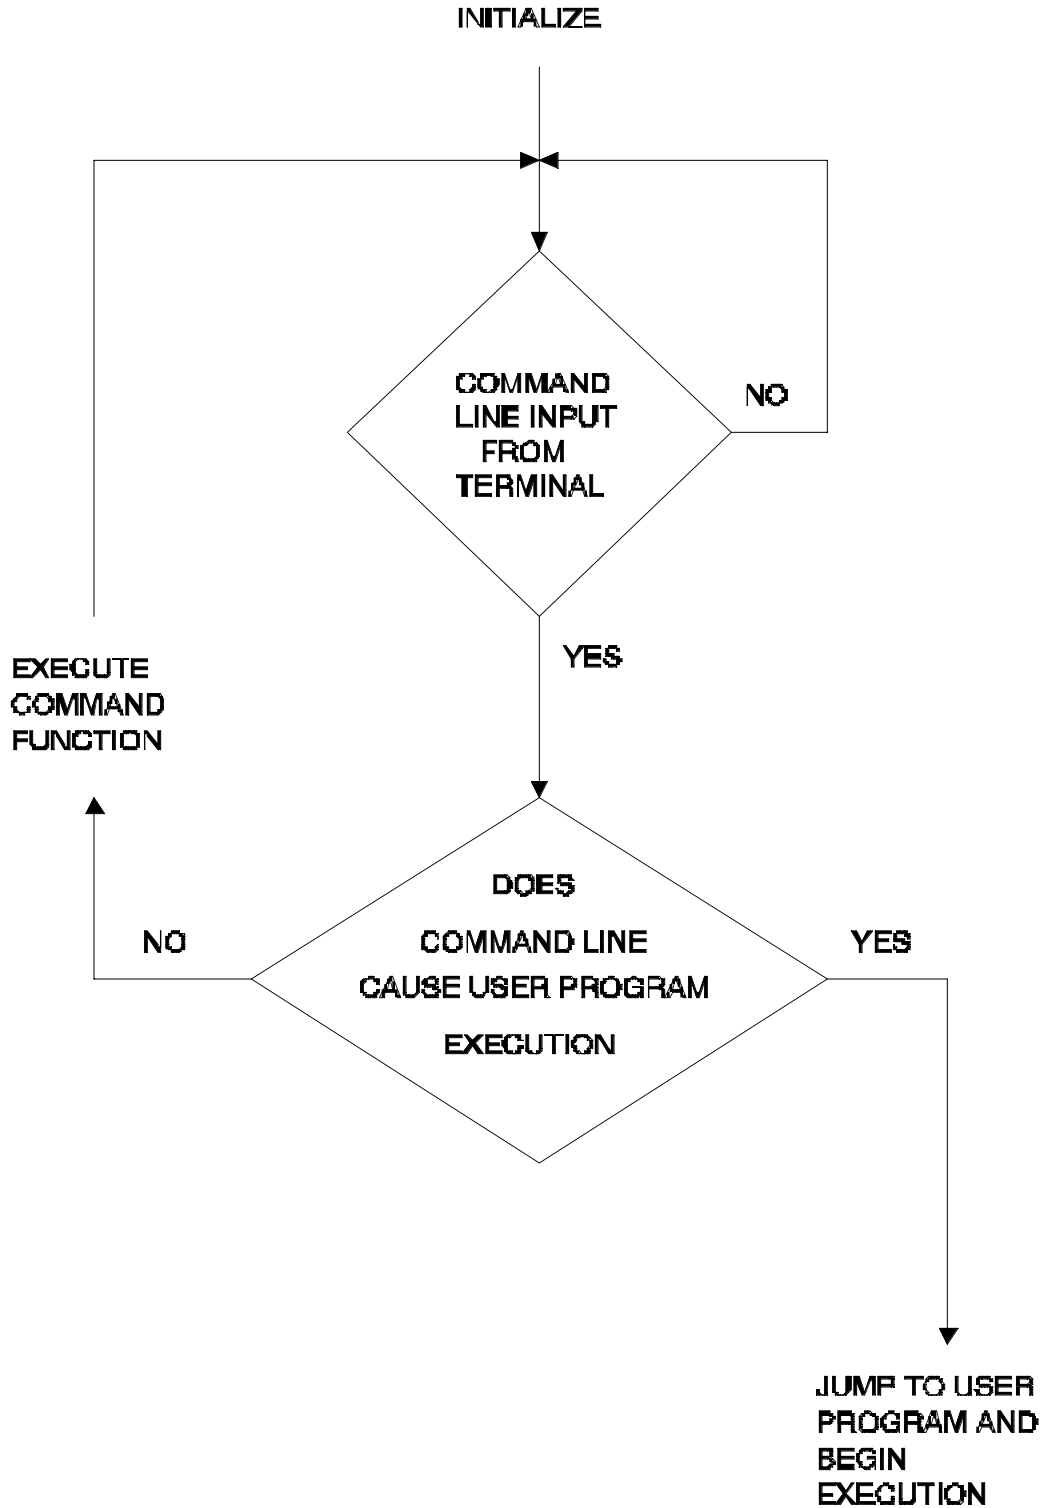 INITIALIZE
COMMAND
LINE INPUT
FROM
TERMINAL
NO
YES
EXECUTE
COMMAND
FUNCTION
DOES
COMMAND LINE
CAUSE USER PROGRAM
EXECUTION
NO
YES
JUMP TO USER
PROGRAM AND
BEGIN
EXECUTION